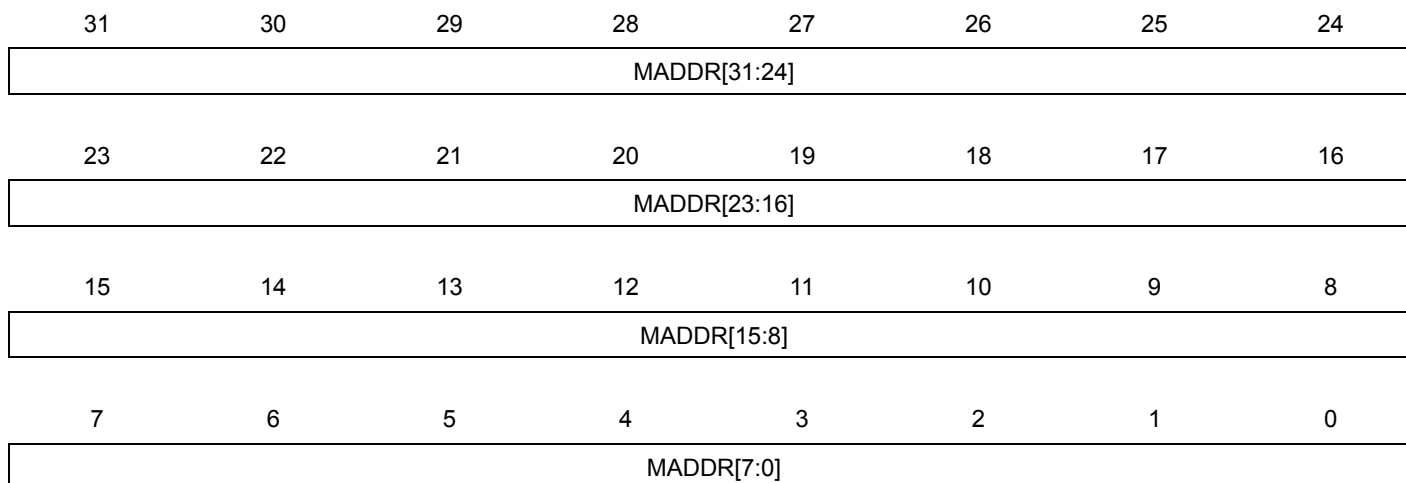 31 30 29 28 27 26 25 24
MADDR[31:24]
23 22 21 20 19 18 17 16
MADDR[23:16]
15 14 13 12 11 10 9 8
MADDR[15:8]
7 6 5 4 3 2 1 0
MADDR[7:0]